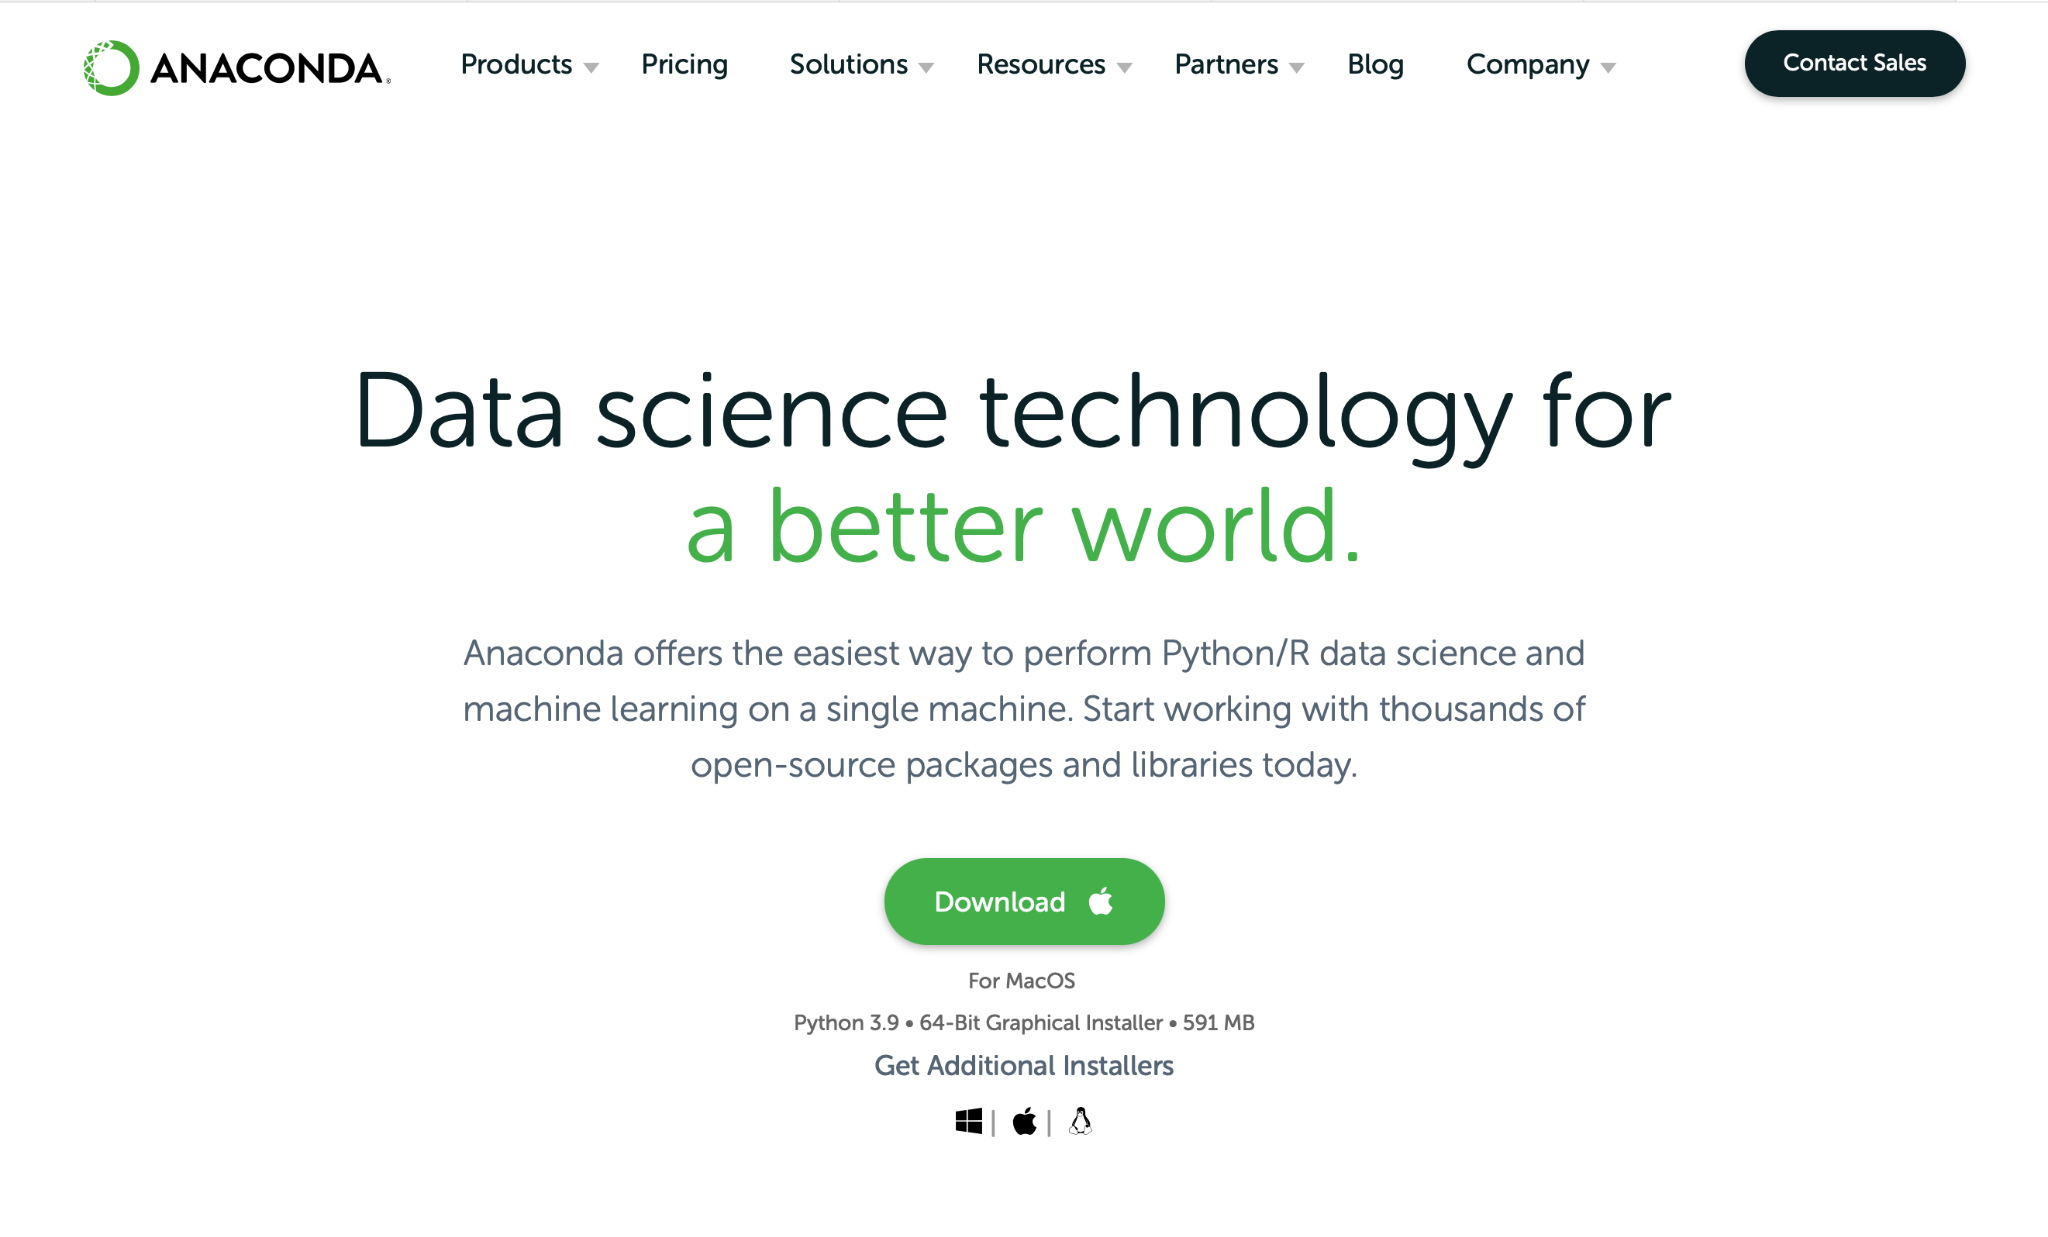 ANACONDA®
Products Pricing Solutions Resources Partners Blog Company
Contact Sales
Data science technology for
a better world.
Anaconda offers the easiest way to perform Python/R data science and
machine learning on a single machine. Start working with thousands of
open-source packages and libraries today.
Download
For MacOS
Python 3.9 • 64-Bit Graphical Installer • 591 MB
Get Additional Installers